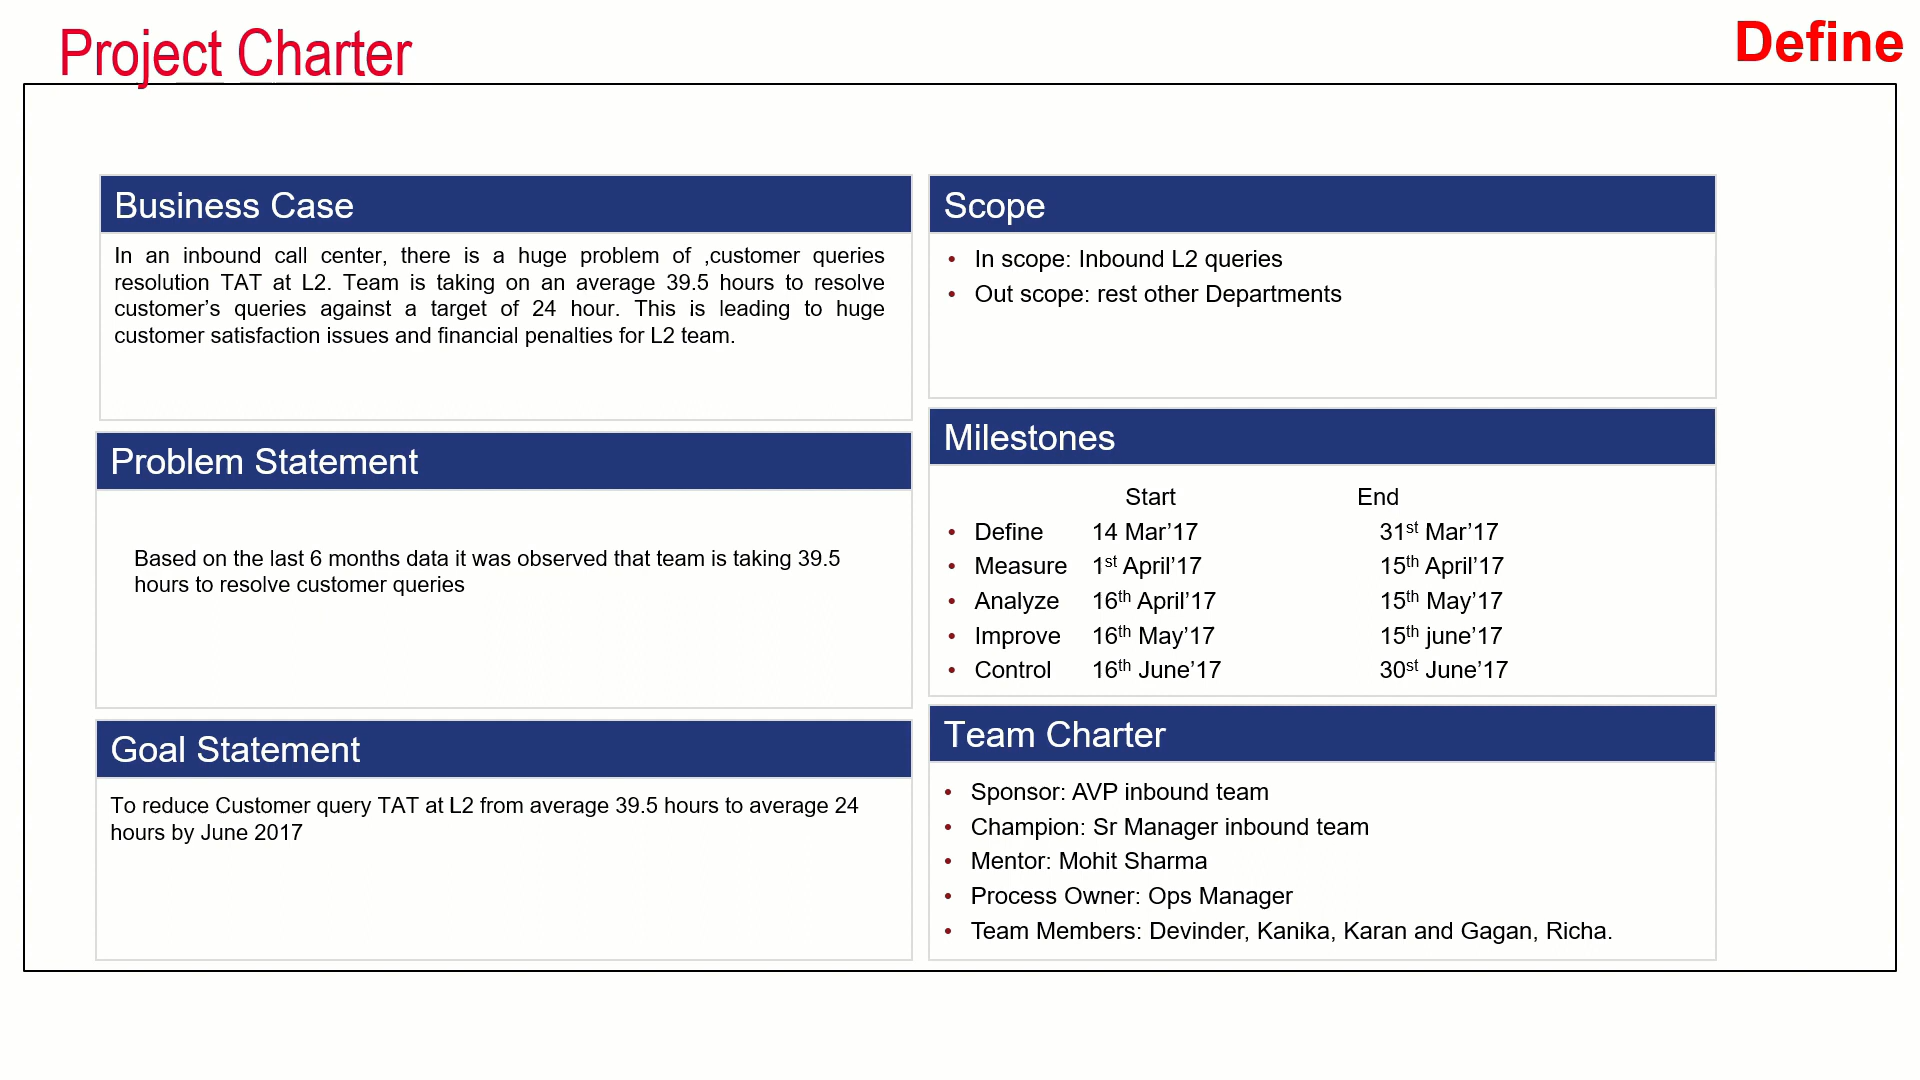 Project Charter
Define
Business Case
In an inbound call center, there is a huge problem of ,customer queries
resolution TAT at L2. Team is taking on an average 39.5 hours to resolve
customer’s queries against a target of 24 hour. This is leading to huge
customer satisfaction issues and financial penalties for L2 team.
Problem Statement
Based on the last 6 months data it was observed that team is taking 39.5
hours to resolve customer queries
Goal Statement
To reduce Customer query TAT at L2 from average 39.5 hours to average 24
hours by June 2017
Scope
• In scope: Inbound L2 queries
• Out scope: rest other Departments
Milestones
Start End
• Define 14 Mar’17 31st Mar’17
• Measure 1st April’17 15th April’17
• Analyze 16th April’17 15th May’17
• Improve 16th May’17 15th june’17
• Control 16th June’17 30st June’17
Team Charter
• Sponsor: AVP inbound team
• Champion: Sr Manager inbound team
• Mentor: Mohit Sharma
• Process Owner: Ops Manager
• Team Members: Devinder, Kanika, Karan and Gagan, Richa.